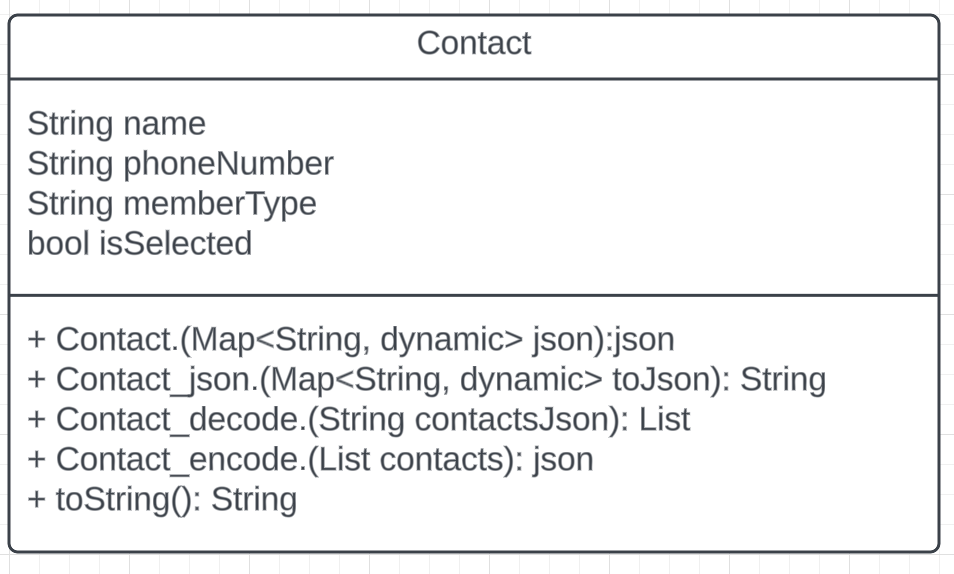 Contact
String name
String phoneNumber
String memberType
bool isSelected
+ Contact.(Map<String, dynamic> json):json
+ Contact_json.(Map<String, dynamic> toJson): String
+ Contact_decode.(String contactsJson): List
+ Contact_encode.(List contacts): json
+ toString(): String